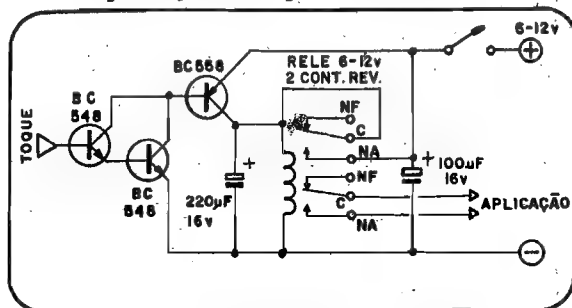 6-12v
BC558
RELE 6-12v
2 CONT. REV.
NF
C
NA
NF
C
NA
BC
548
TOQUE
BC
548
220µF
16v
100µF
16v
APLICAÇÃO